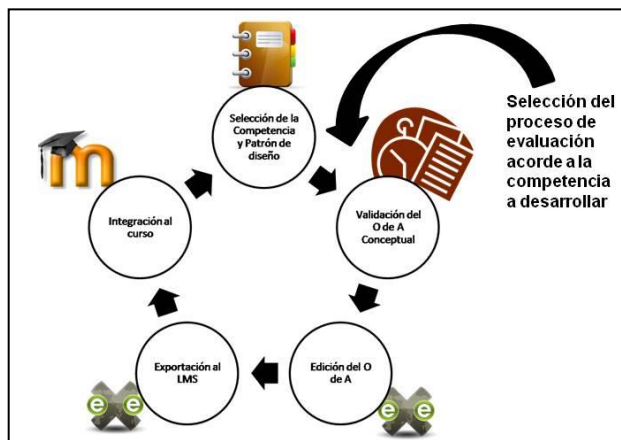 Selección de la
Competencia
y Patrón de
diseño
Selección del
proceso de
evaluación
acorde a la
competencia
a desarrollar
Validación del
O de A
Conceptual
Edición del O
de A
Exportación al
LMS
Integración al
curso
m
e
e
e
e